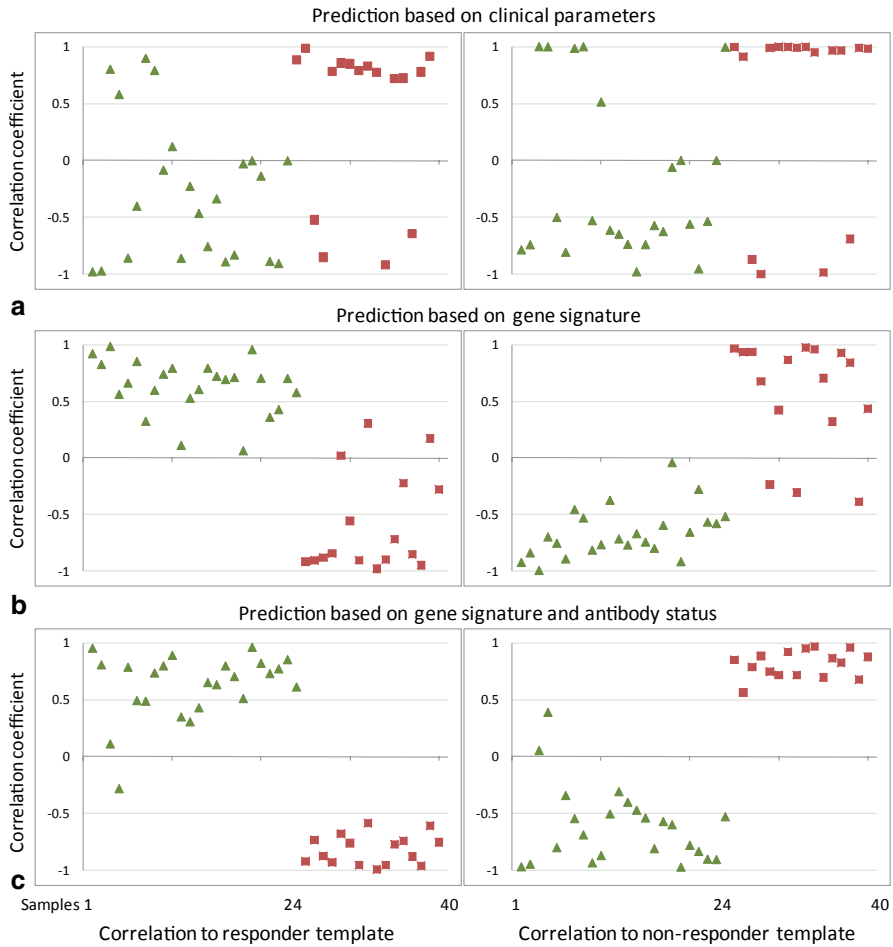 Prediction based on clinical parameters
Correlation coefficient
1
0.5
0
-0.5
-1
1
0.5
0
-0.5
-1
a
Prediction based on gene signature
Correlation coefficient
1
0.5
0
-0.5
-1
1
0.5
0
-0.5
-1
b
Prediction based on gene signature and antibody status
Correlation coefficient
1
0.5
0
-0.5
-1
1
0.5
0
-0.5
-1
c
Samples 1 24 40
1 24 40
Correlation to responder template
Correlation to non-responder template